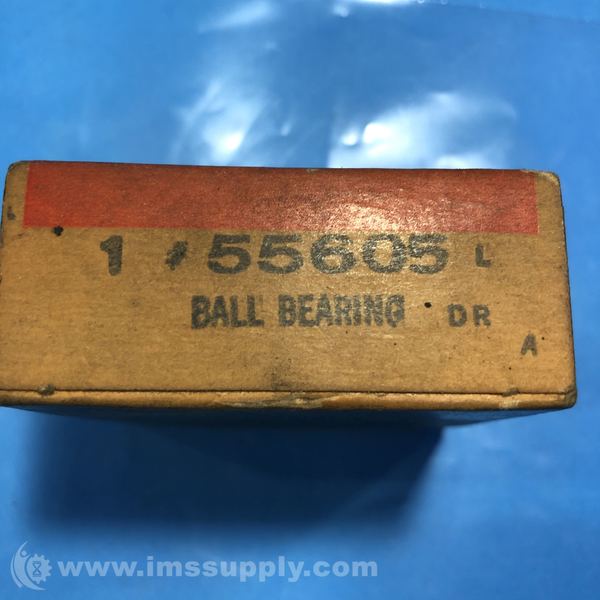 1 # 55605 L
BALL BEARING DR
A
www.imssupply.com